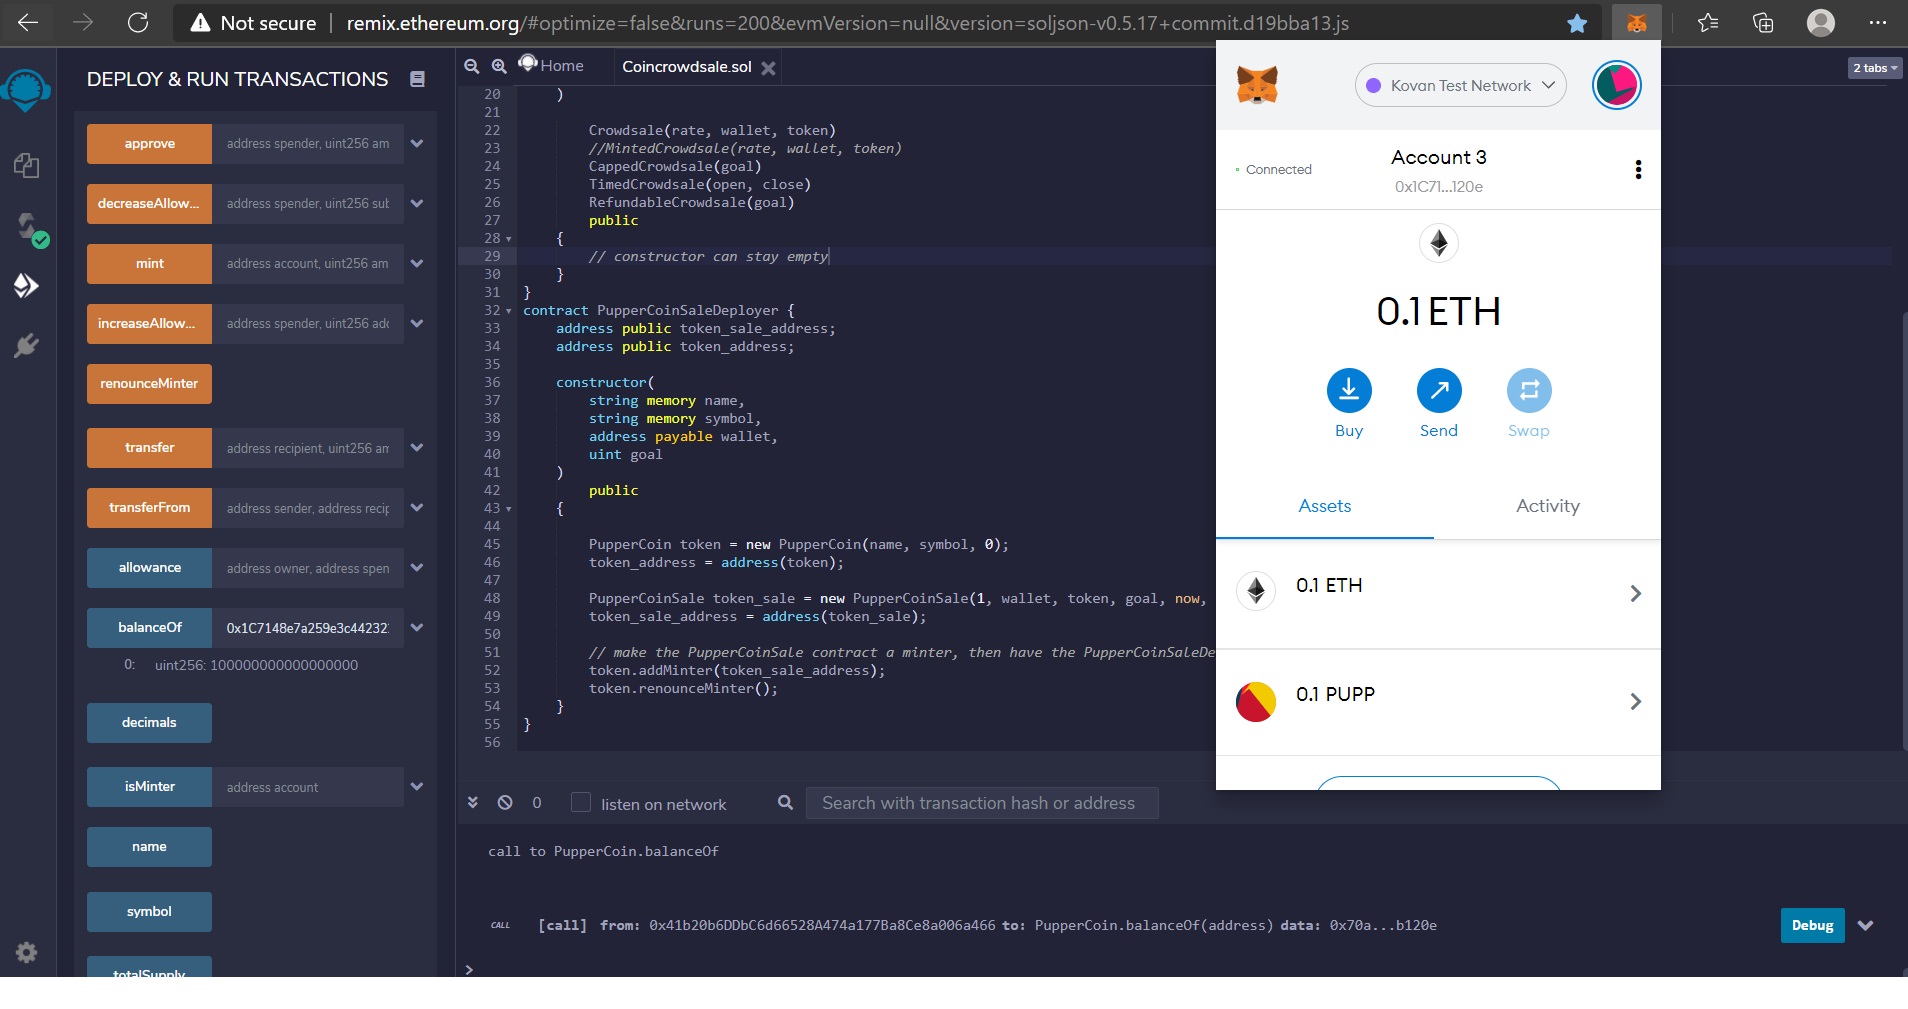 Not secure | remix.ethereum.org/#optimize=false&runs=200&evmVersion=null&version=soljson-v0.5.17+commit.d19bba13.js
DEPLOY & RUN TRANSACTIONS
approve address spender, uint256 am
decreaseAllow... address spender, uint256 sub
mint address account, uint256 am
increaseAllow... address spender, uint256 add
renounceMinter
transfer address recipient, uint256 am
transferFrom address sender, address recip
allowance address owner, address spen
balanceOf 0x1C7148e7a259e3c44232
0: uint256: 100000000000000000
decimals
isMinter address account
name
symbol
totalSupply
Home
Coincrowdsale.sol
2 tabs
20 )
21
22 Crowdsale(rate, wallet, token)
23 //MintedCrowdsale(rate, wallet, token)
24 CappedCrowdsale(goal)
25 TimedCrowdsale(open, close)
26 RefundableCrowdsale(goal)
27 public
28 {
29 // constructor can stay empty
30 }
31 }
32 contract PupperCoinSaleDeployer {
33 address public token_sale_address;
34 address public token_address;
35
36 constructor(
37 string memory name,
38 string memory symbol,
39 address payable wallet,
40 uint goal
41 )
42 public
43 {
44
45 PupperCoin token = new PupperCoin(name, symbol, 0);
46 token_address = address(token);
47
48 PupperCoinSale token_sale = new PupperCoinSale(1, wallet, token, goal, now,
49 token_sale_address = address(token_sale);
50
51 // make the PupperCoinSale contract a minter, then have the PupperCoinSaleDe
52 token.addMinter(token_sale_address);
53 token.renounceMinter();
54 }
55 }
56
Kovan Test Network
Connected
Account 3
0x1C71...120e
0.1 ETH
Buy
Send
Swap
Assets
Activity
0.1 ETH
0.1 PUPP
0
listen on network
Search with transaction hash or address
call to PupperCoin.balanceOf
CALL [call] from: 0x41b20b6DDbC6d66528A474a177Ba8Ce8a006a466 to: PupperCoin.balanceOf(address) data: 0x70a...b120e
Debug
>